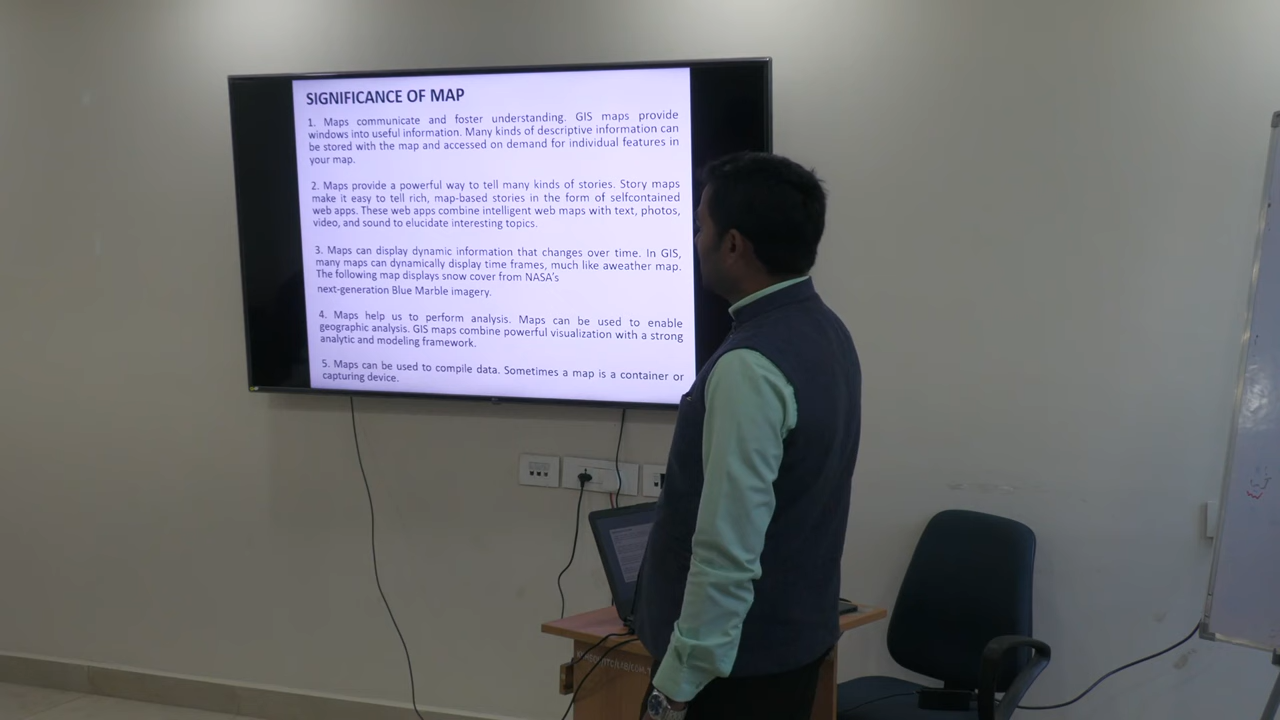 SIGNIFICANCE OF MAP
1. Maps communicate and foster understanding. GIS maps provide
windows into useful information. Many kinds of descriptive information can
be stored with the map and accessed on demand for individual features in
your map.
2. Maps provide a powerful way to tell many kinds of stories. Story maps
make it easy to tell rich, map-based stories in the form of selfcontained
web apps. These web apps combine intelligent web maps with text, photos,
video, and sound to elucidate interesting topics.
3. Maps can display dynamic information that changes over time. In GIS,
many maps can dynamically display time frames, much like aweather map.
The following map displays snow cover from NASA's
next-generation Blue Marble imagery.
4. Maps help us to perform analysis. Maps can be used to enable
geographic analysis. GIS maps combine powerful visualization with a strong
analytic and modeling framework.
5. Maps can be used to compile data. Sometimes a map is a container or
capturing device.